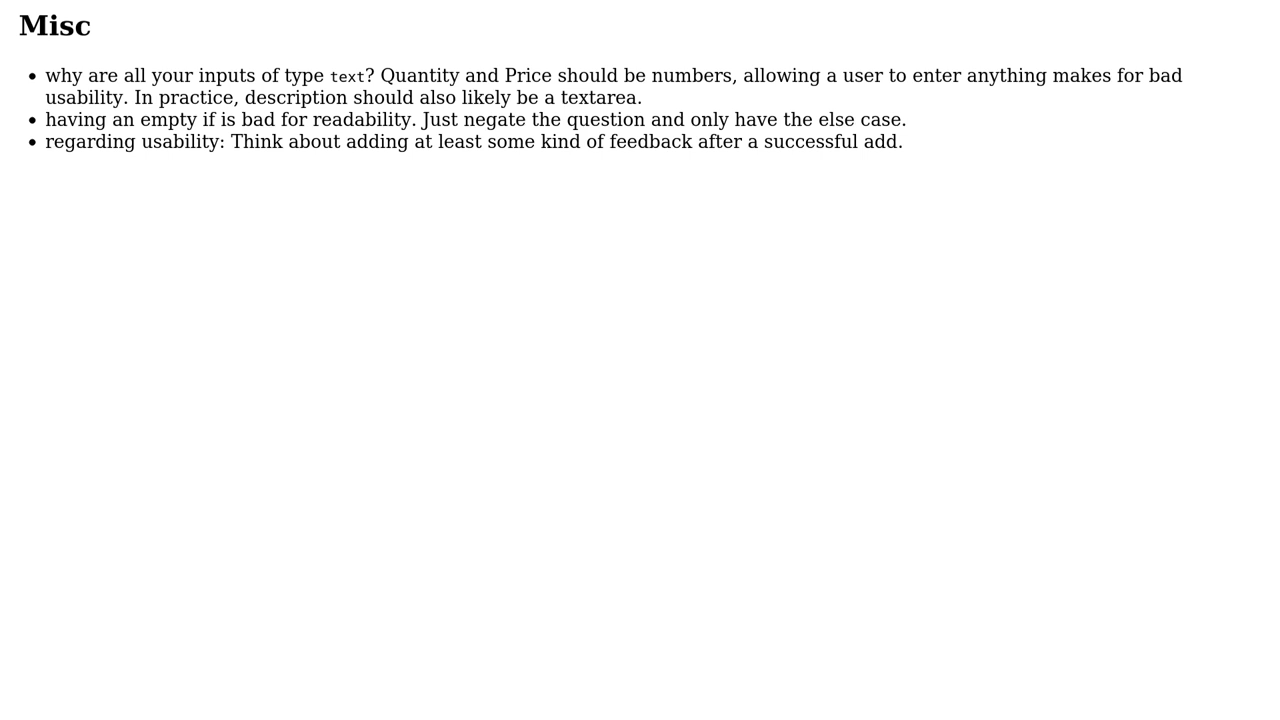 Misc
• why are all your inputs of type text? Quantity and Price should be numbers, allowing a user to enter anything makes for bad
usability. In practice, description should also likely be a textarea.
• having an empty if is bad for readability. Just negate the question and only have the else case.
• regarding usability: Think about adding at least some kind of feedback after a successful add.